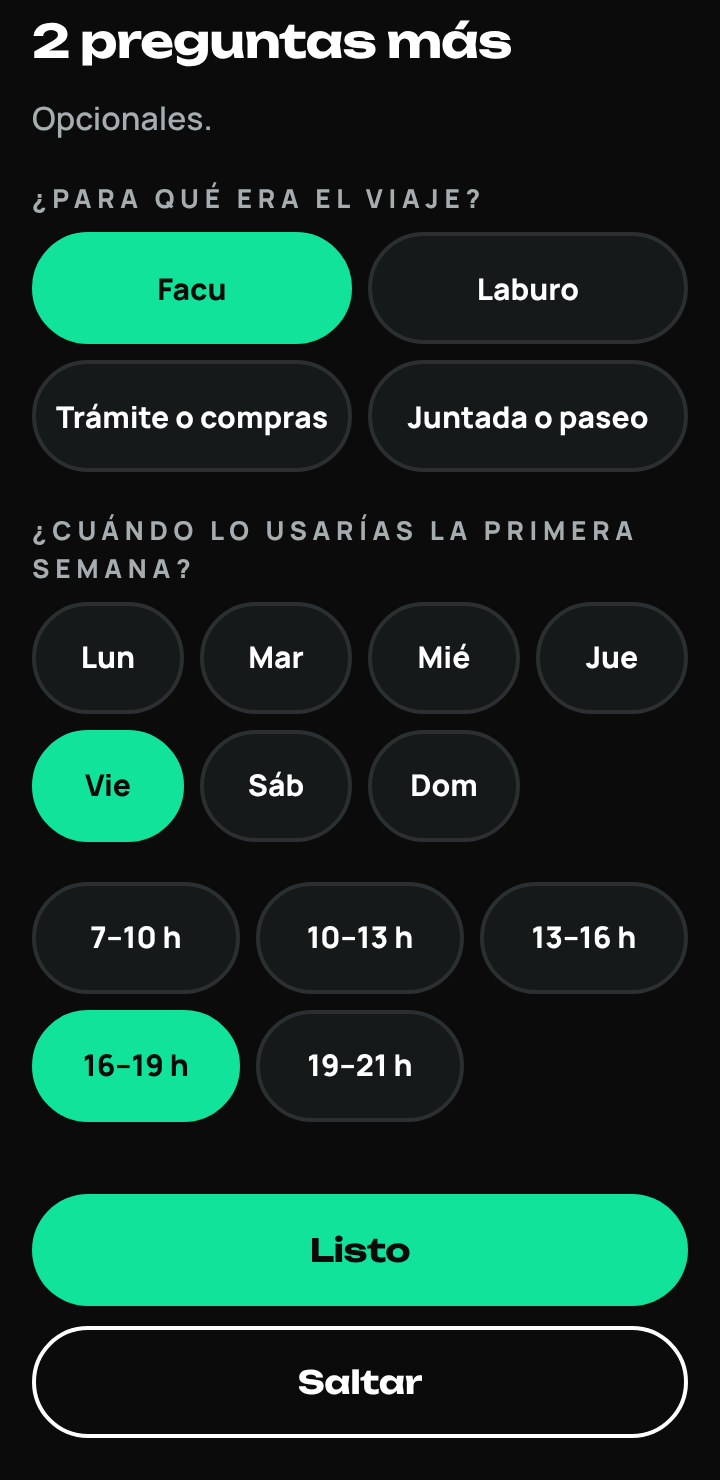 2 preguntas más
Opcionales.
¿PARA QUÉ ERA EL VIAJE?
Facu
Laburo
Trámite o compras
Juntada o paseo
¿CUÁNDO LO USARÍAS LA PRIMERA
SEMANA?
Lun
Mar
Mié
Jue
Vie
Sáb
Dom
7–10 h
10–13 h
13–16 h
16–19 h
19–21 h
Listo
Saltar